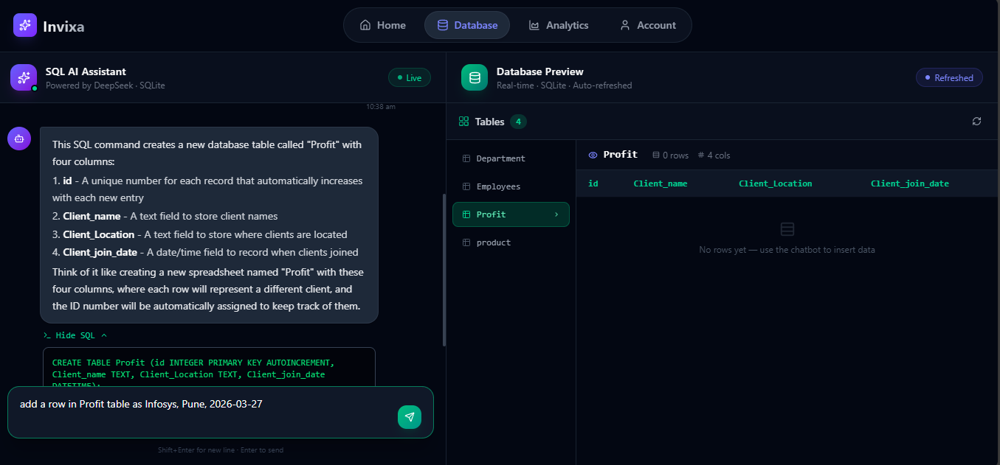 Invixa
Home
Database
Analytics
Account
SQL AI Assistant
Powered by DeepSeek · SQLite
Live
10:38 am
This SQL command creates a new database table called "Profit" with
four columns:
1. id - A unique number for each record that automatically increases
with each new entry
2. Client_name - A text field to store client names
3. Client_Location - A text field to store where clients are located
4. Client_join_date - A date/time field to record when clients joined
Think of it like creating a new spreadsheet named "Profit" with these
four columns, where each row will represent a different client, and
the ID number will be automatically assigned to keep track of them.
>_ Hide SQL
CREATE TABLE Profit (id INTEGER PRIMARY KEY AUTOINCREMENT,
Client_name TEXT, Client_Location TEXT, Client_join_date
DATETIME);
add a row in Profit table as Infosys, Pune, 2026-03-27
Shift+Enter for new line · Enter to send
Database Preview
Real-time · SQLite · Auto-refreshed
Refreshed
Tables 4
Department
Employees
Profit
product
Profit 0 rows # 4 cols
id Client_name Client_Location Client_join_date
No rows yet — use the chatbot to insert data